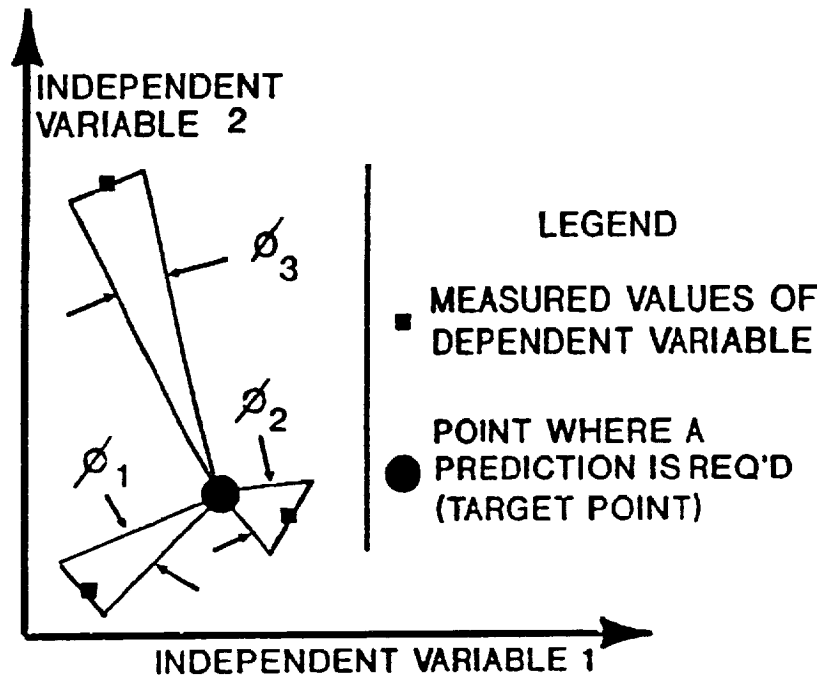 INDEPENDENT
VARIABLE 2
ø3
ø2
ø1
INDEPENDENT VARIABLE 1
LEGEND
MEASURED VALUES OF
DEPENDENT VARIABLE
POINT WHERE A
PREDICTION IS REQ'D
(TARGET POINT)